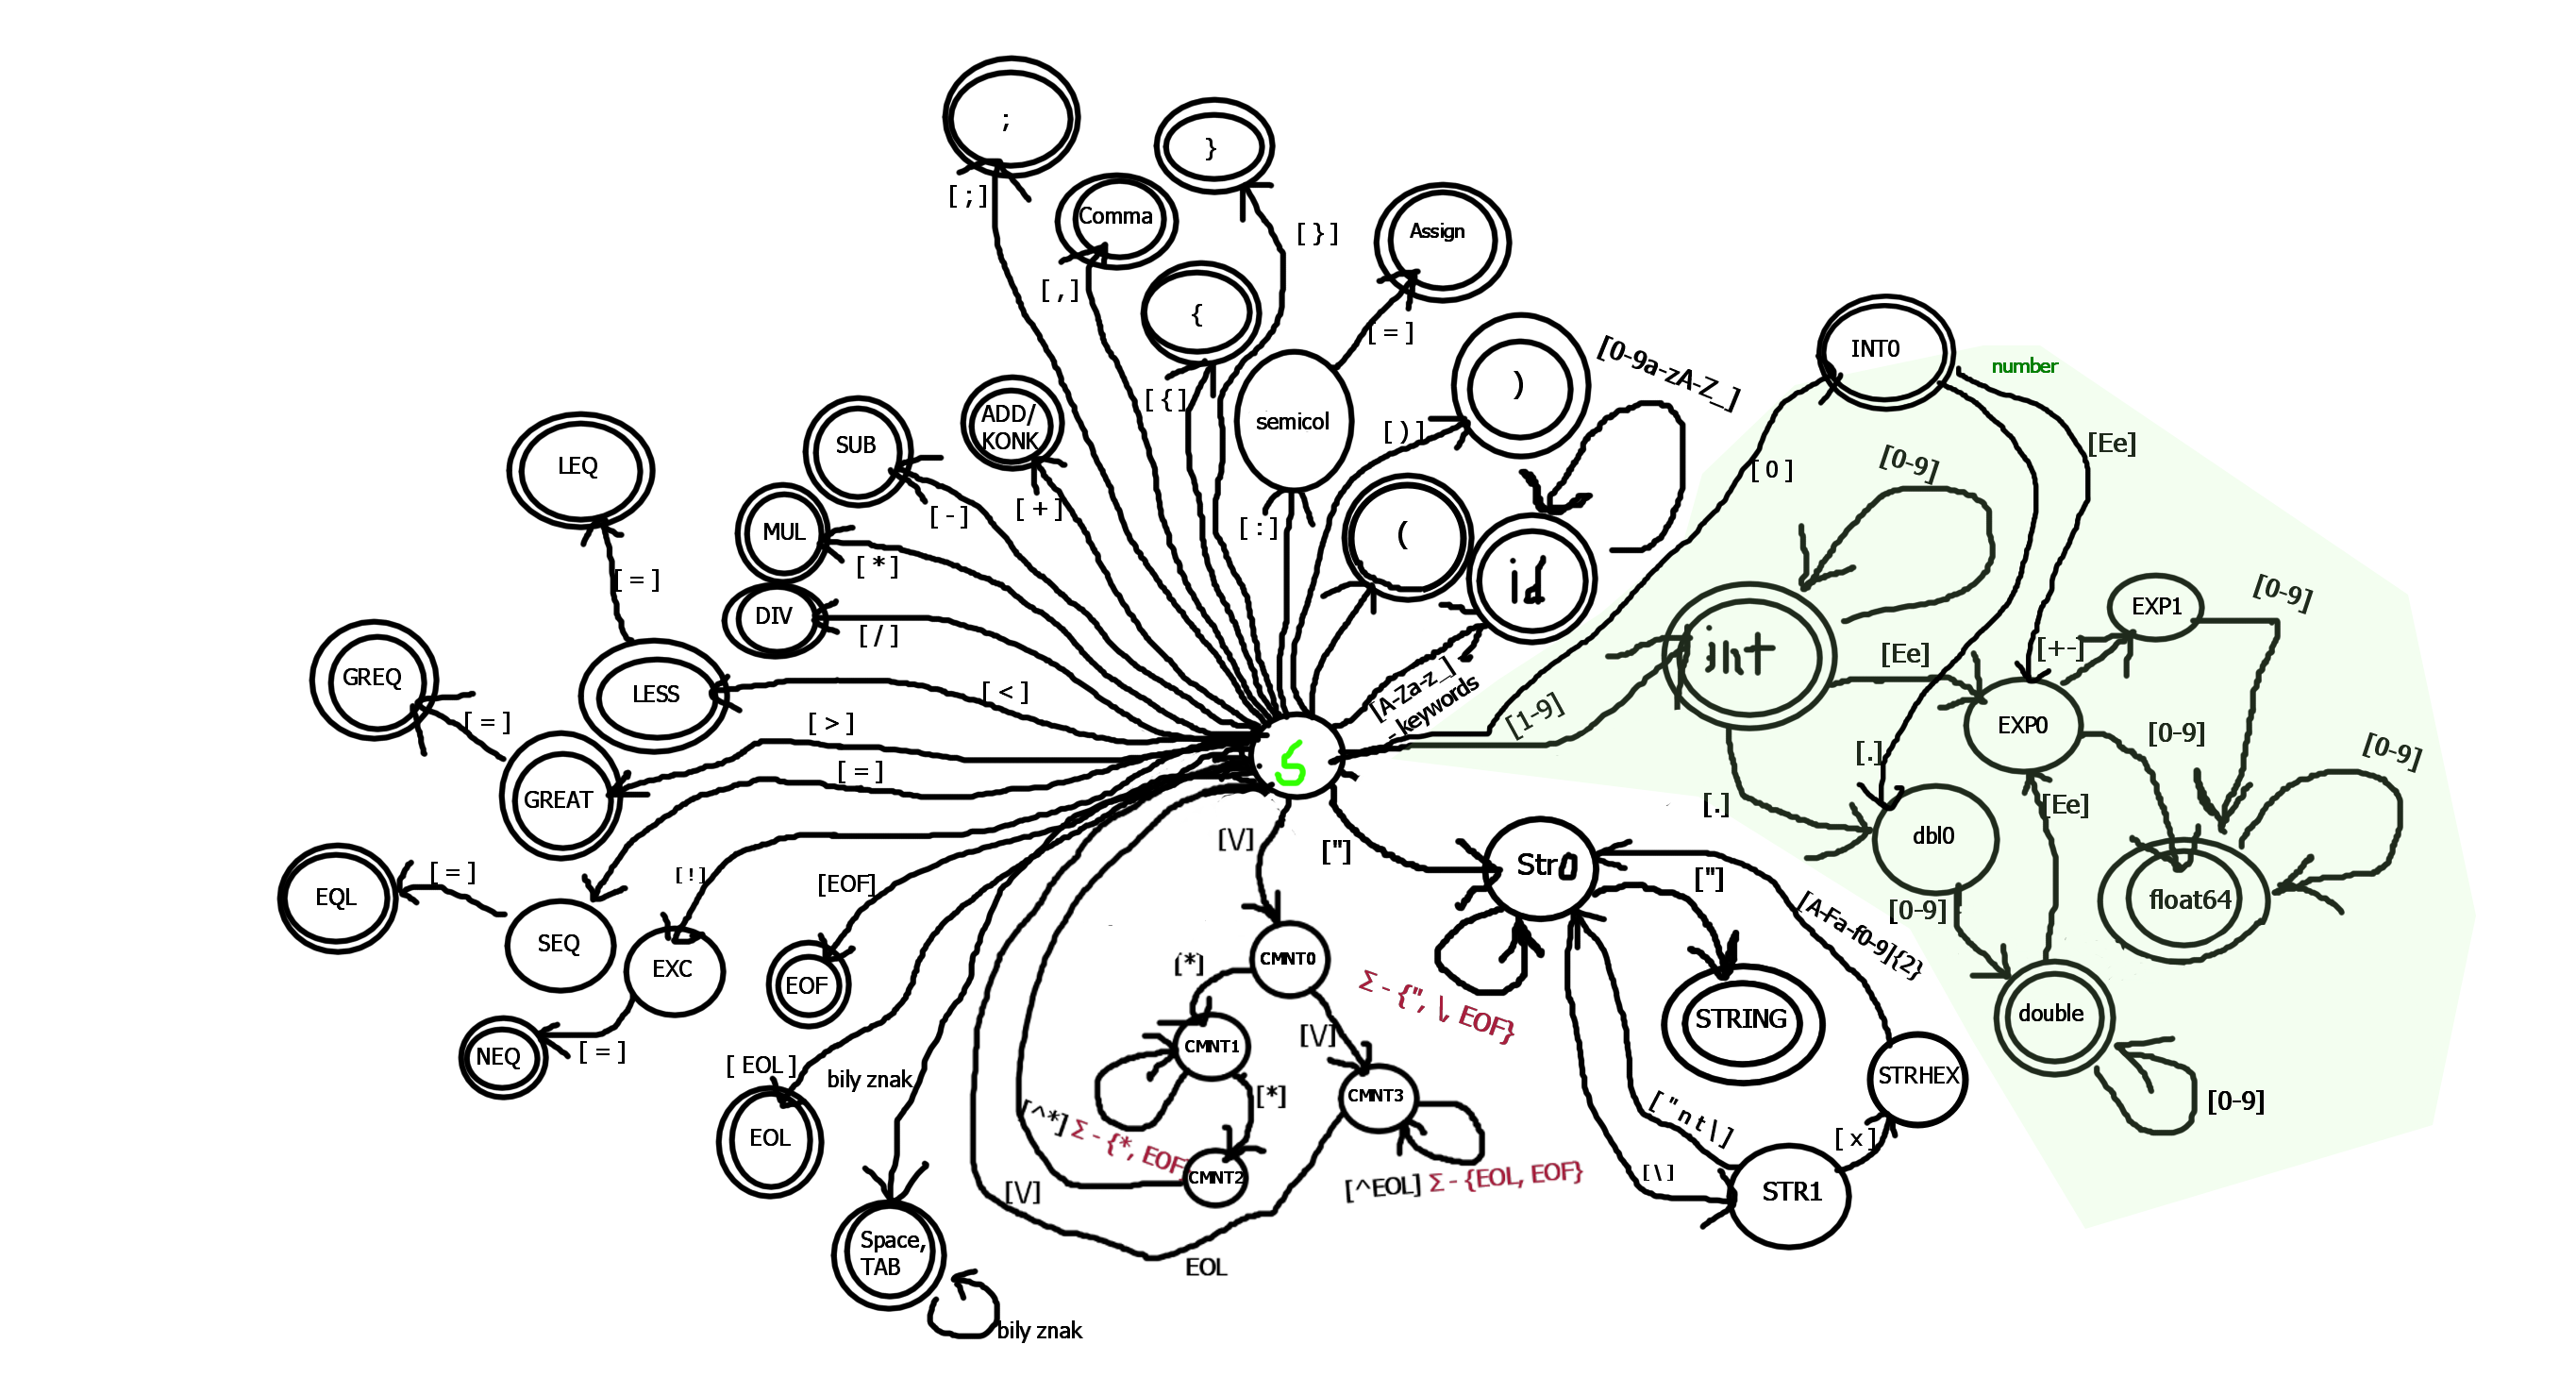 ;
}
[;]
Comma
[}]
Assign
[,]
{
[=]
INT0
number
)
[0-9a-zA-Z_]
[{]
ADD/
KONK
SUB
semicol
[)]
[Ee]
LEQ
[0]
[0-9]
[-]
[+]
[:]
(
MUL
[*]
id
[=]
DIV
[/]
EXP1
[0-9]
int
[Ee]
[+-]
GREQ
LESS
[<]
[A-Za-z_]
- keywords
[=]
[>]
[1-9]
EXP0
[0-9]
[0-9]
[.]
S
[=]
GREAT
[.]
[Ee]
[\/]
["]
dbl0
Str0
["]
[=]
[!]
[EOF]
EQL
[A-Fa-f0-9]{2}
[0-9]
float64
SEQ
EXC
CMNT0
[*]
EOF
Σ - {", \, EOF}
STRING
double
NEQ
[=]
[\/]
CMNT1
[EOL]
bily znak
[*]
CMNT3
STRHEX
[0-9]
["nt\]
[^*] Σ - {*, EOF
EOL
[x]
CMNT2
[\/]
[^EOL] Σ - {EOL, EOF}
[\]
STR1
Space,
TAB
EOL
bily znak